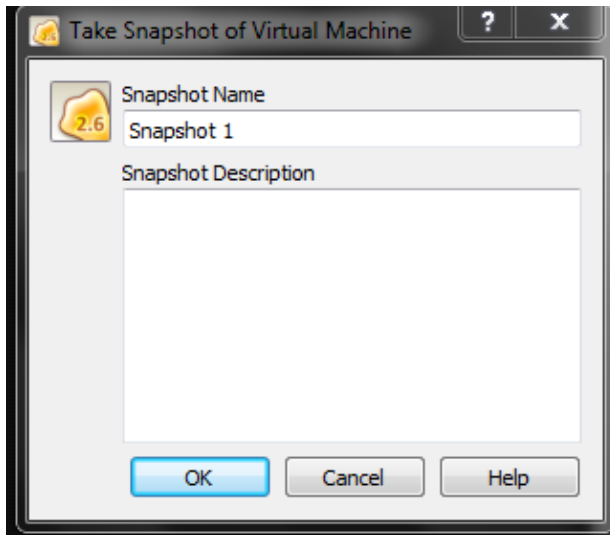 Take Snapshot of Virtual Machine
? X
2.6
Snapshot Name
Snapshot 1
Snapshot Description
OK Cancel Help